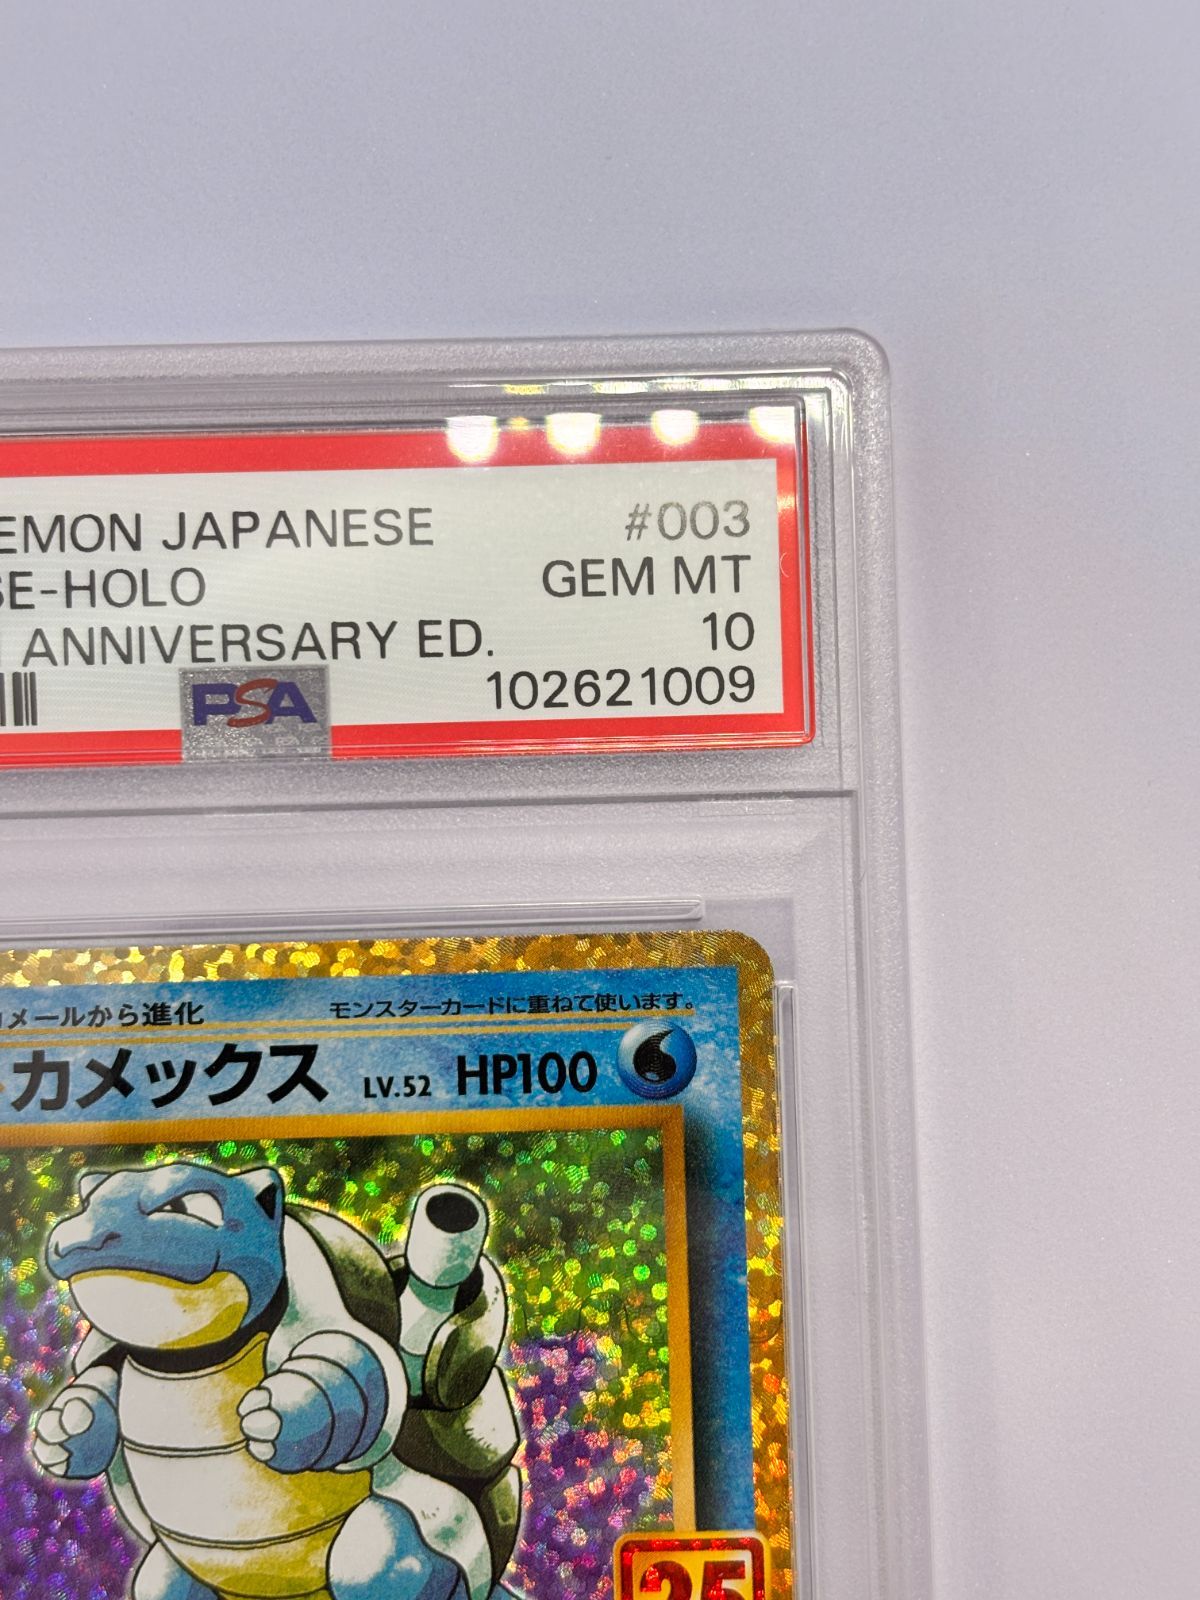 EMON JAPANESE #003
SE-HOLO GEM MT
ANNIVERSARY ED. 10
PSA 102621009
メールから進化 モンスターカードに重ねて使います。
カメックス LV.52 HP100
25